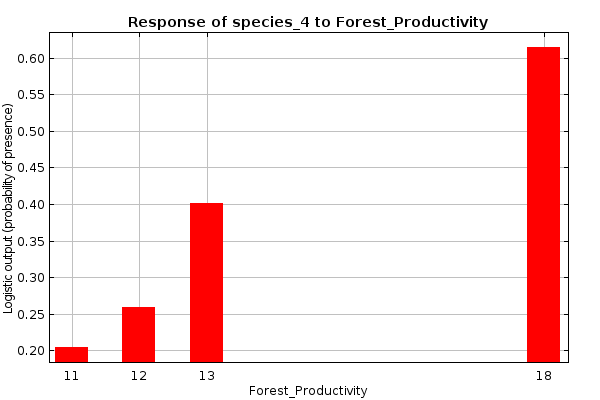 Response of species_4 to Forest_Productivity
Logistic output (probability of presence)
0.60
0.55
0.50
0.45
0.40
0.35
0.30
0.25
0.20
11 12 13 18
Forest_Productivity